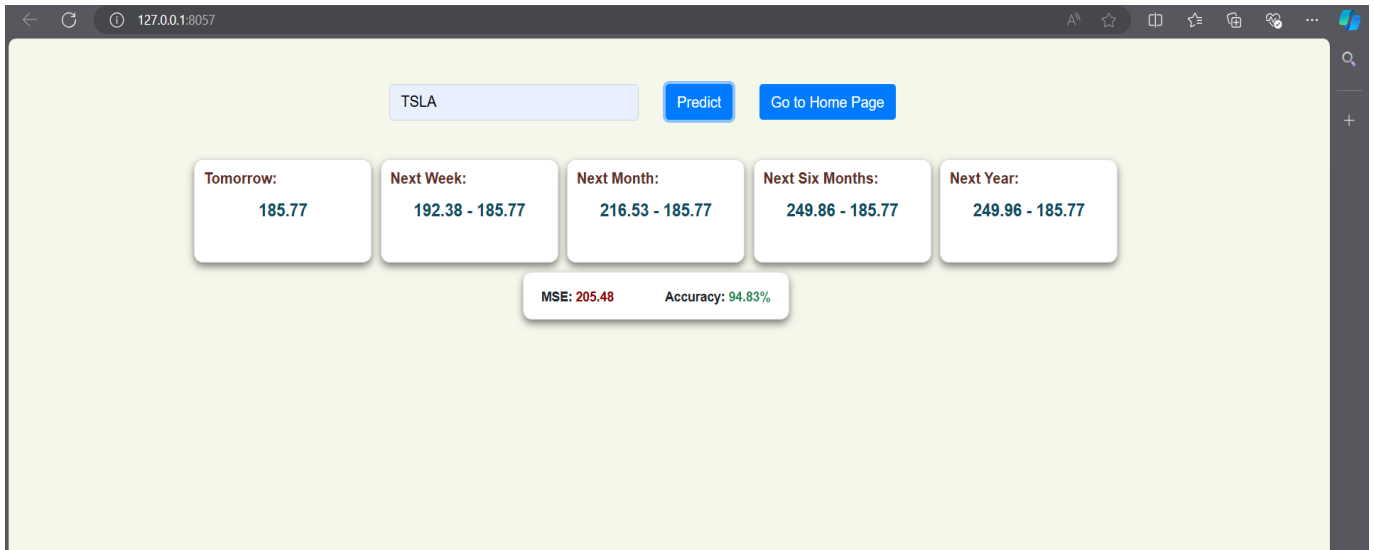 127.0.0.1:8057
TSLA Predict Go to Home Page
Tomorrow: Next Week: Next Month: Next Six Months: Next Year:
185.77 192.38 - 185.77 216.53 - 185.77 249.86 - 185.77 249.96 - 185.77
MSE: 205.48 Accuracy: 94.83%